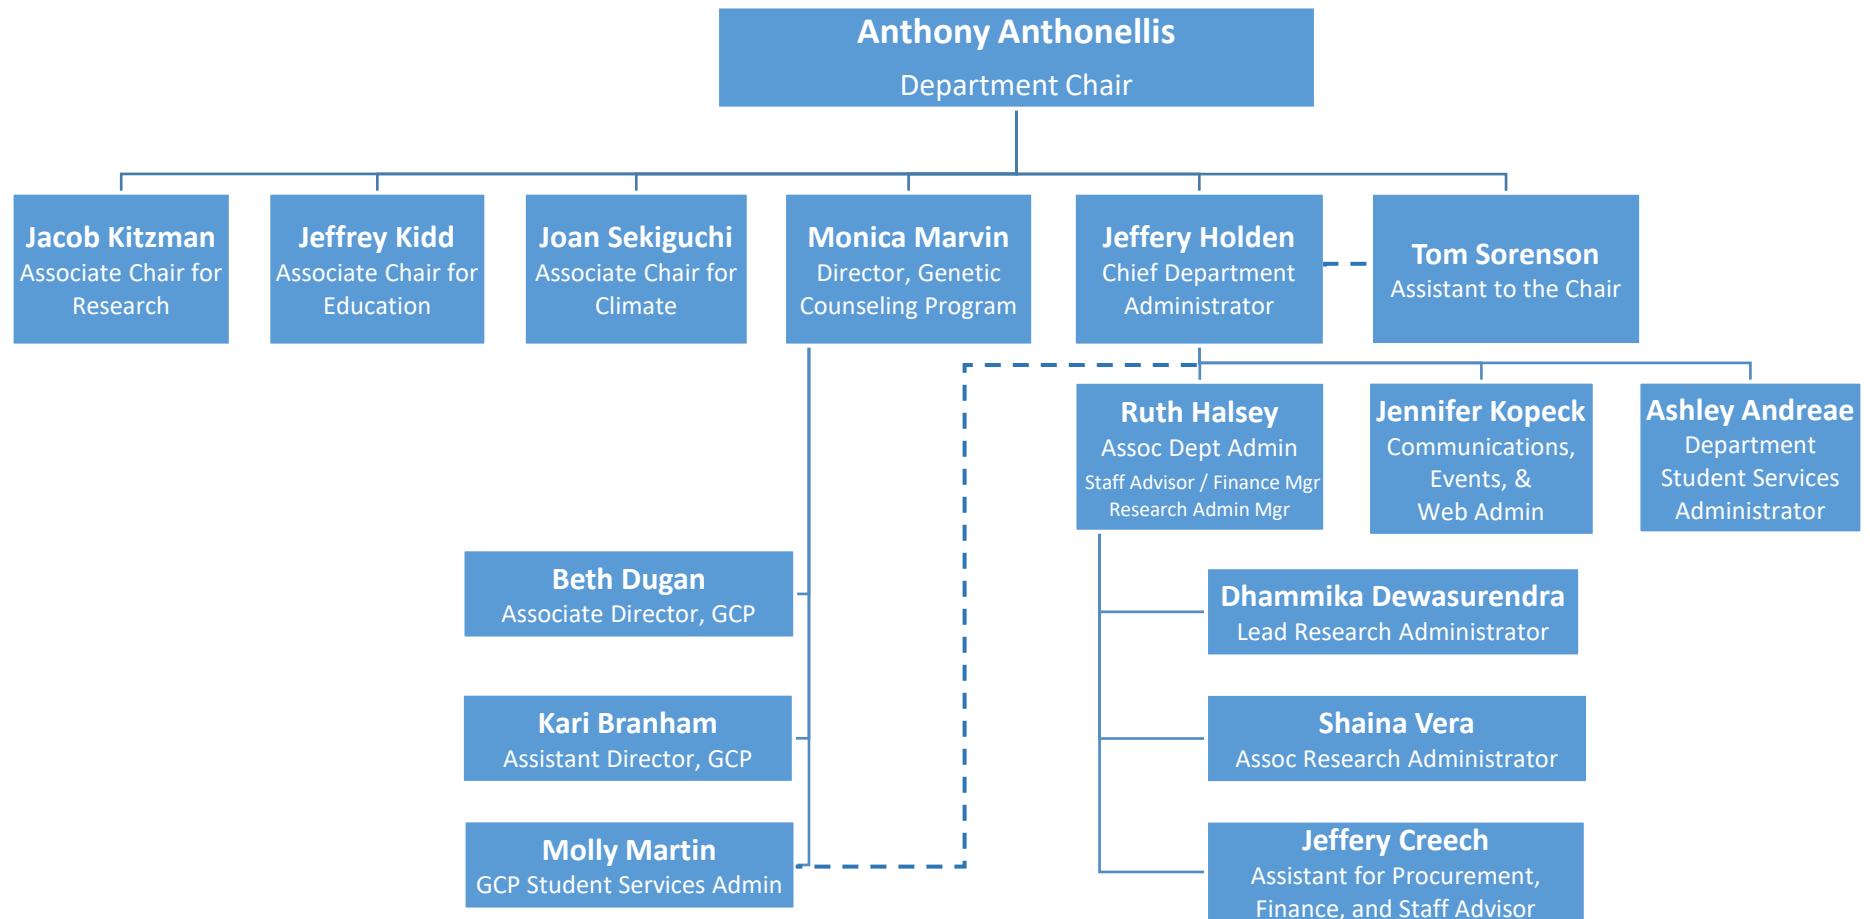 Anthony Anthonellis
Department Chair
Jacob Kitzman
Associate Chair for
Research
Jeffrey Kidd
Associate Chair for
Education
Joan Sekiguchi
Associate Chair for
Climate
Monica Marvin
Director, Genetic
Counseling Program
Jeffery Holden
Chief Department
Administrator
Tom Sorenson
Assistant to the Chair
Ruth Halsey
Assoc Dept Admin
Staff Advisor / Finance Mgr
Research Admin Mgr
Jennifer Kopeck
Communications,
Events, &
Web Admin
Ashley Andreae
Department
Student Services
Administrator
Beth Dugan
Associate Director, GCP
Kari Branham
Assistant Director, GCP
Molly Martin
GCP Student Services Admin
Dhammika Dewasurendra
Lead Research Administrator
Shaina Vera
Assoc Research Administrator
Jeffery Creech
Assistant for Procurement,
Finance, and Staff Advisor